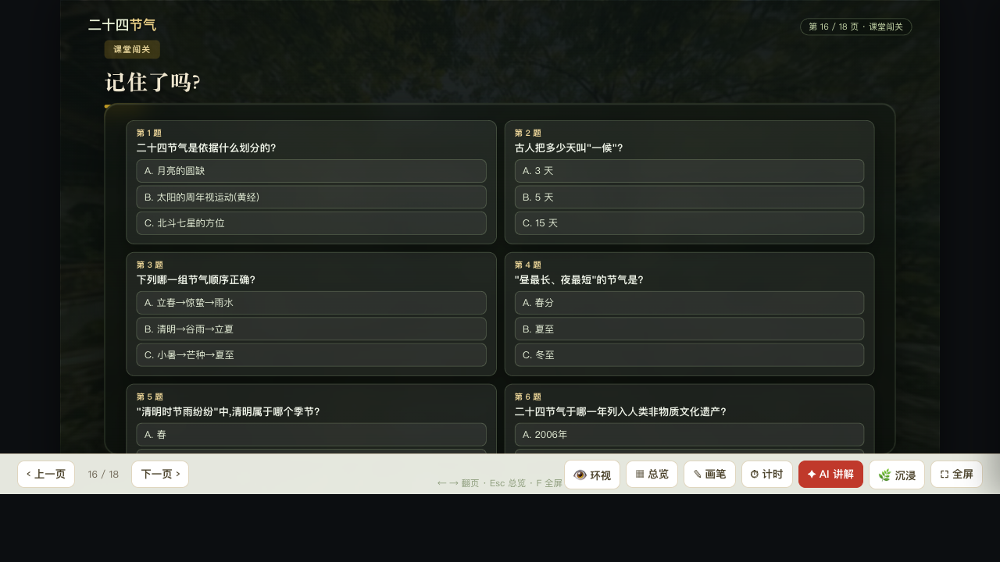 二十四节气
第 16 / 18 页 · 课堂闯关
课堂闯关
记住了吗?
第 1 题
二十四节气是依据什么划分的?
A. 月亮的圆缺
B. 太阳的周年视运动(黄经)
C. 北斗七星的方位
第 2 题
古人把多少天叫"一候"?
A. 3 天
B. 5 天
C. 15 天
第 3 题
下列哪一组节气顺序正确?
A. 立春→惊蛰→雨水
B. 清明→谷雨→立夏
C. 小暑→芒种→夏至
第 4 题
"昼最长、夜最短"的节气是?
A. 春分
B. 夏至
C. 冬至
第 5 题
"清明时节雨纷纷"中,清明属于哪个季节?
A. 春
第 6 题
二十四节气于哪一年列入人类非物质文化遗产?
A. 2006年
‹ 上一页
16 / 18
下一页 ›
← → 翻页 · Esc 总览 · F 全屏
环视
总览
画笔
计时
AI 讲解
沉浸
全屏